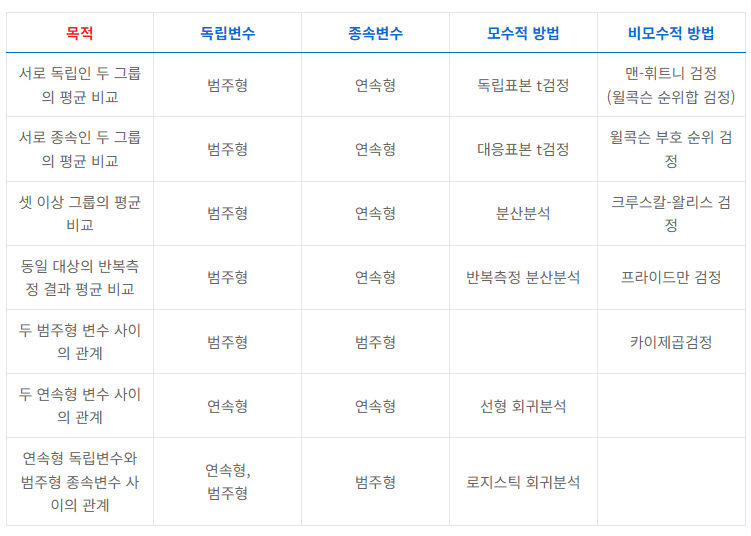 목적 독립변수 종속변수 모수적 방법 비모수적 방법
서로 독립인 두 그룹
의 평균 비교
범주형
연속형
독립표본 t검정
맨-휘트니 검정
(윌콕슨 순위합 검정)
서로 종속인 두 그룹
의 평균 비교
범주형
연속형
대응표본 t검정
윌콕슨 부호 순위 검
정
셋 이상 그룹의 평균
비교
범주형
연속형
분산분석
크루스칼-왈리스 검
정
동일 대상의 반복측
정 결과 평균 비교
범주형
연속형
반복측정 분산분석
프라이드만 검정
두 범주형 변수 사이
의 관계
범주형
범주형
카이제곱검정
두 연속형 변수 사이
의 관계
연속형
연속형
선형 회귀분석
연속형 독립변수와
범주형 종속변수 사
이의 관계
연속형,
범주형
범주형
로지스틱 회귀분석